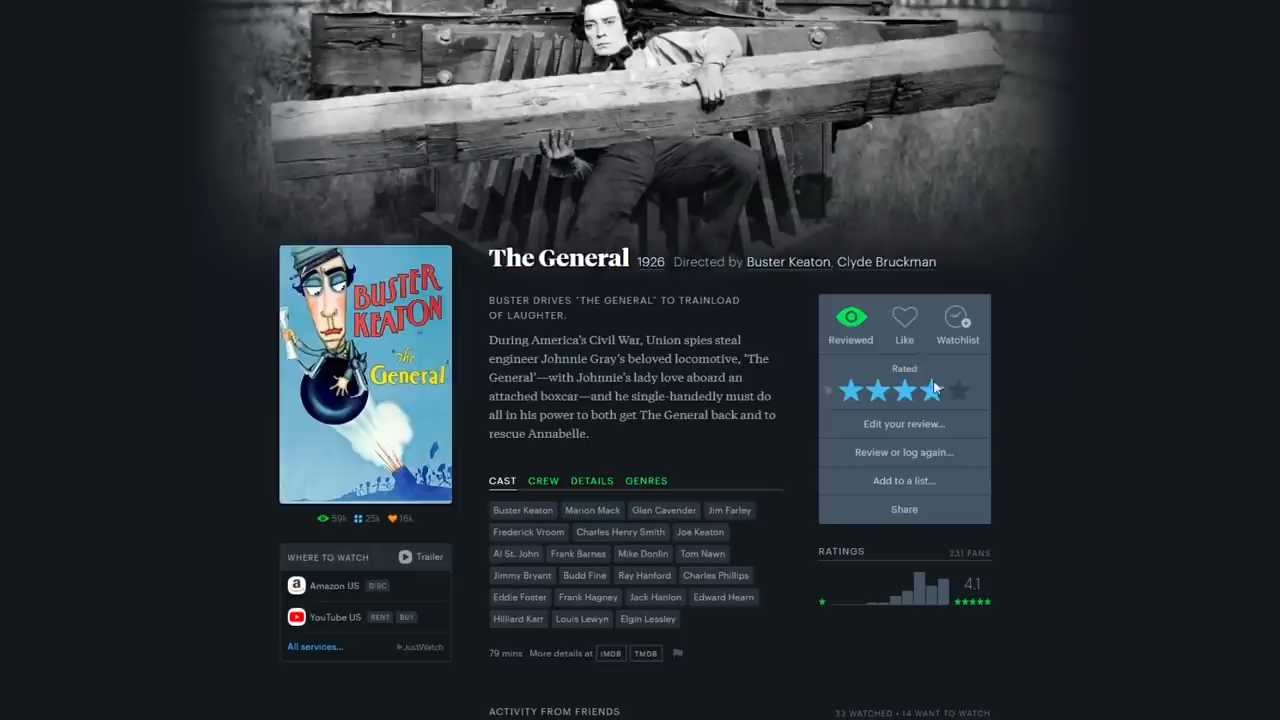 The General 1926 Directed by Buster Keaton, Clyde Bruckman
BUSTER KEATON
"the General"
BUSTER DRIVES "THE GENERAL" TO TRAINLOAD
OF LAUGHTER.
During America's Civil War, Union spies steal
engineer Johnnie Gray's beloved locomotive, 'The
General'—with Johnnie's lady love aboard an
attached boxcar—and he single-handedly must do
all in his power to both get The General back and to
rescue Annabelle.
Reviewed Like Watchlist
Rated
Edit your review...
Review or log again...
Add to a list...
Share
CAST CREW DETAILS GENRES
Buster Keaton Marion Mack Glen Cavender Jim Farley
Frederick Vroom Charles Henry Smith Joe Keaton
Al St. John Frank Barnes Mike Donlin Tom Nawn
Jimmy Bryant Budd Fine Ray Hanford Charles Phillips
Eddie Foster Frank Hagney Jack Hanlon Edward Hearn
Hilliard Karr Louis Lewyn Elgin Lessley
79 mins More details at IMDB TMDB
59k 25k 16k
WHERE TO WATCH Trailer
Amazon US DISC
YouTube US RENT BUY
All services... JustWatch
RATINGS 231 FANS
4.1
ACTIVITY FROM FRIENDS 33 WATCHED • 14 WANT TO WATCH